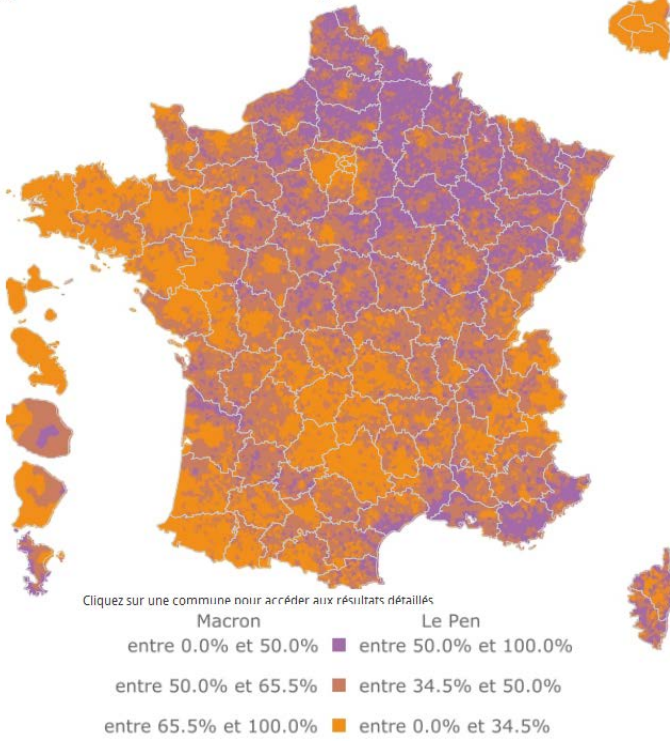 Cliquez sur une commune pour accéder aux résultats détaillés
Macron Le Pen
entre 0.0% et 50.0% entre 50.0% et 100.0%
entre 50.0% et 65.5% entre 34.5% et 50.0%
entre 65.5% et 100.0% entre 0.0% et 34.5%